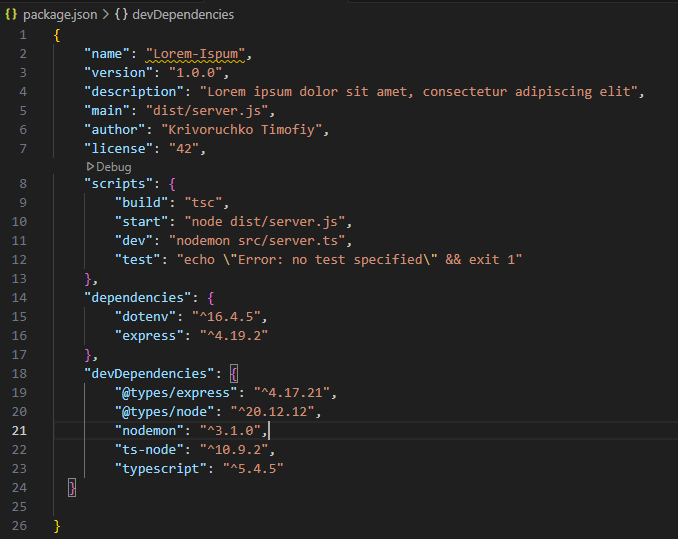 package.json > devDependencies
1 {
2 "name": "Lorem-Ispum",
3 "version": "1.0.0",
4 "description": "Lorem ipsum dolor sit amet, consectetur adipiscing elit",
5 "main": "dist/server.js",
6 "author": "Krivoruchko Timofiy",
7 "license": "42",
Debug
8 "scripts": {
9 "build": "tsc",
10 "start": "node dist/server.js",
11 "dev": "nodemon src/server.ts",
12 "test": "echo \"Error: no test specified\" && exit 1"
13 },
14 "dependencies": {
15 "dotenv": "^16.4.5",
16 "express": "^4.19.2"
17 },
18 "devDependencies": {
19 "@types/express": "^4.17.21",
20 "@types/node": "^20.12.12",
21 "nodemon": "^3.1.0",
22 "ts-node": "^10.9.2",
23 "typescript": "^5.4.5"
24 }
25
26 }